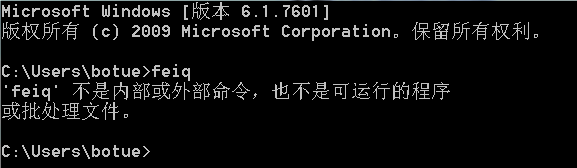 Microsoft Windows [版本 6.1.7601]
版权所有 (c) 2009 Microsoft Corporation。保留所有权利。
C:\Users\botue>feiq
'feiq' 不是内部或外部命令，也不是可运行的程序
或批处理文件。
C:\Users\botue>